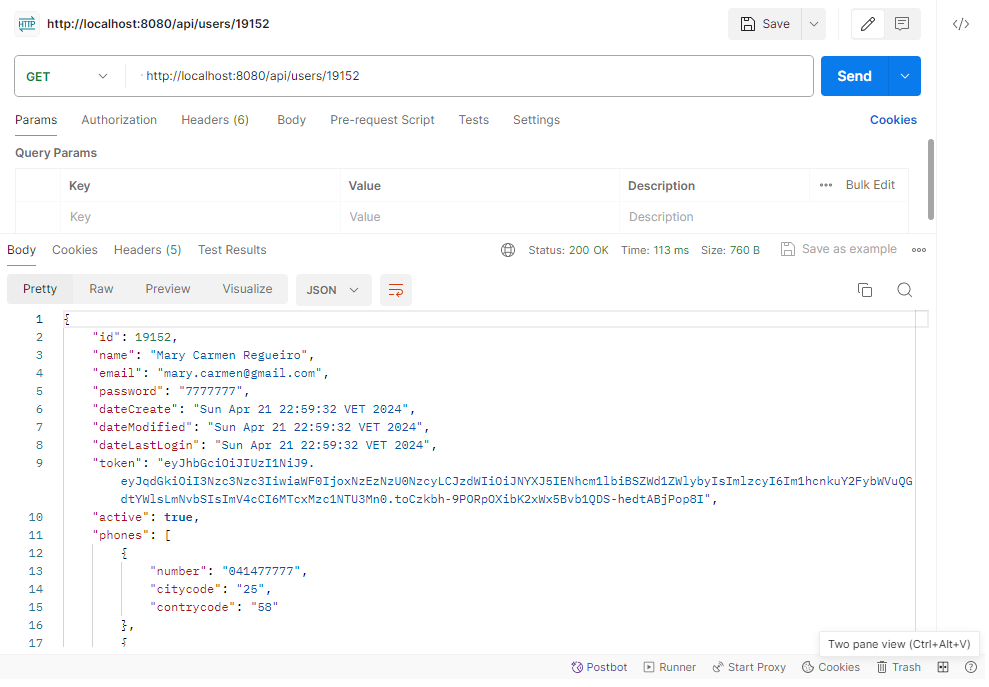 HTTP http://localhost:8080/api/users/19152 Save
GET http://localhost:8080/api/users/19152 Send
Params Authorization Headers (6) Body Pre-request Script Tests Settings Cookies
Query Params
Key Value Description ••• Bulk Edit
Key Value Description
Body Cookies Headers (5) Test Results Status: 200 OK Time: 113 ms Size: 760 B Save as example
Pretty Raw Preview Visualize JSON
1 {
2 "id": 19152,
3 "name": "Mary Carmen Regueiro",
4 "email": "mary.carmen@gmail.com",
5 "password": "7777777",
6 "dateCreate": "Sun Apr 21 22:59:32 VET 2024",
7 "dateModified": "Sun Apr 21 22:59:32 VET 2024",
8 "dateLastLogin": "Sun Apr 21 22:59:32 VET 2024",
9 "token": "eyJhbGciOiJIUzI1NiJ9.
eyJqdGkiOiI3Nzc3Nzc3IiwiaWF0IjoxNzEzNzU0NzcyLCJzdWIiOiJNYXJ5IENhcm1lbiBSZWd1ZWlybyIsImlzcyI6Im1hcnkuY2FybWVuQG
dtYWlsLmNvbSIsImV4cCI6MTcxMzc1NTU3Mn0.toCzkbh-9PORpOXibK2xWx5Bvb1QDS-hedtABjPop8I",
10 "active": true,
11 "phones": [
12 {
13 "number": "041477777",
14 "citycode": "25",
15 "contrycode": "58"
16 },
17 {
Two pane view (Ctrl+Alt+V)
Postbot Runner Start Proxy Cookies Trash